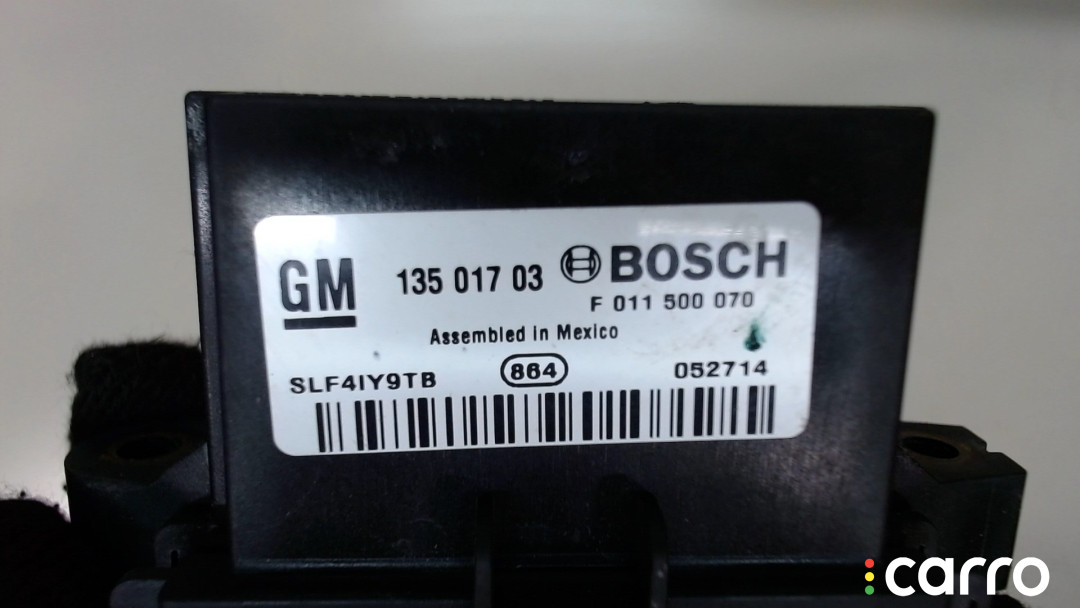 GM 135 017 03 BOSCH
F 011 500 070
Assembled in Mexico
SLF4IY9TB 864 052714
carro